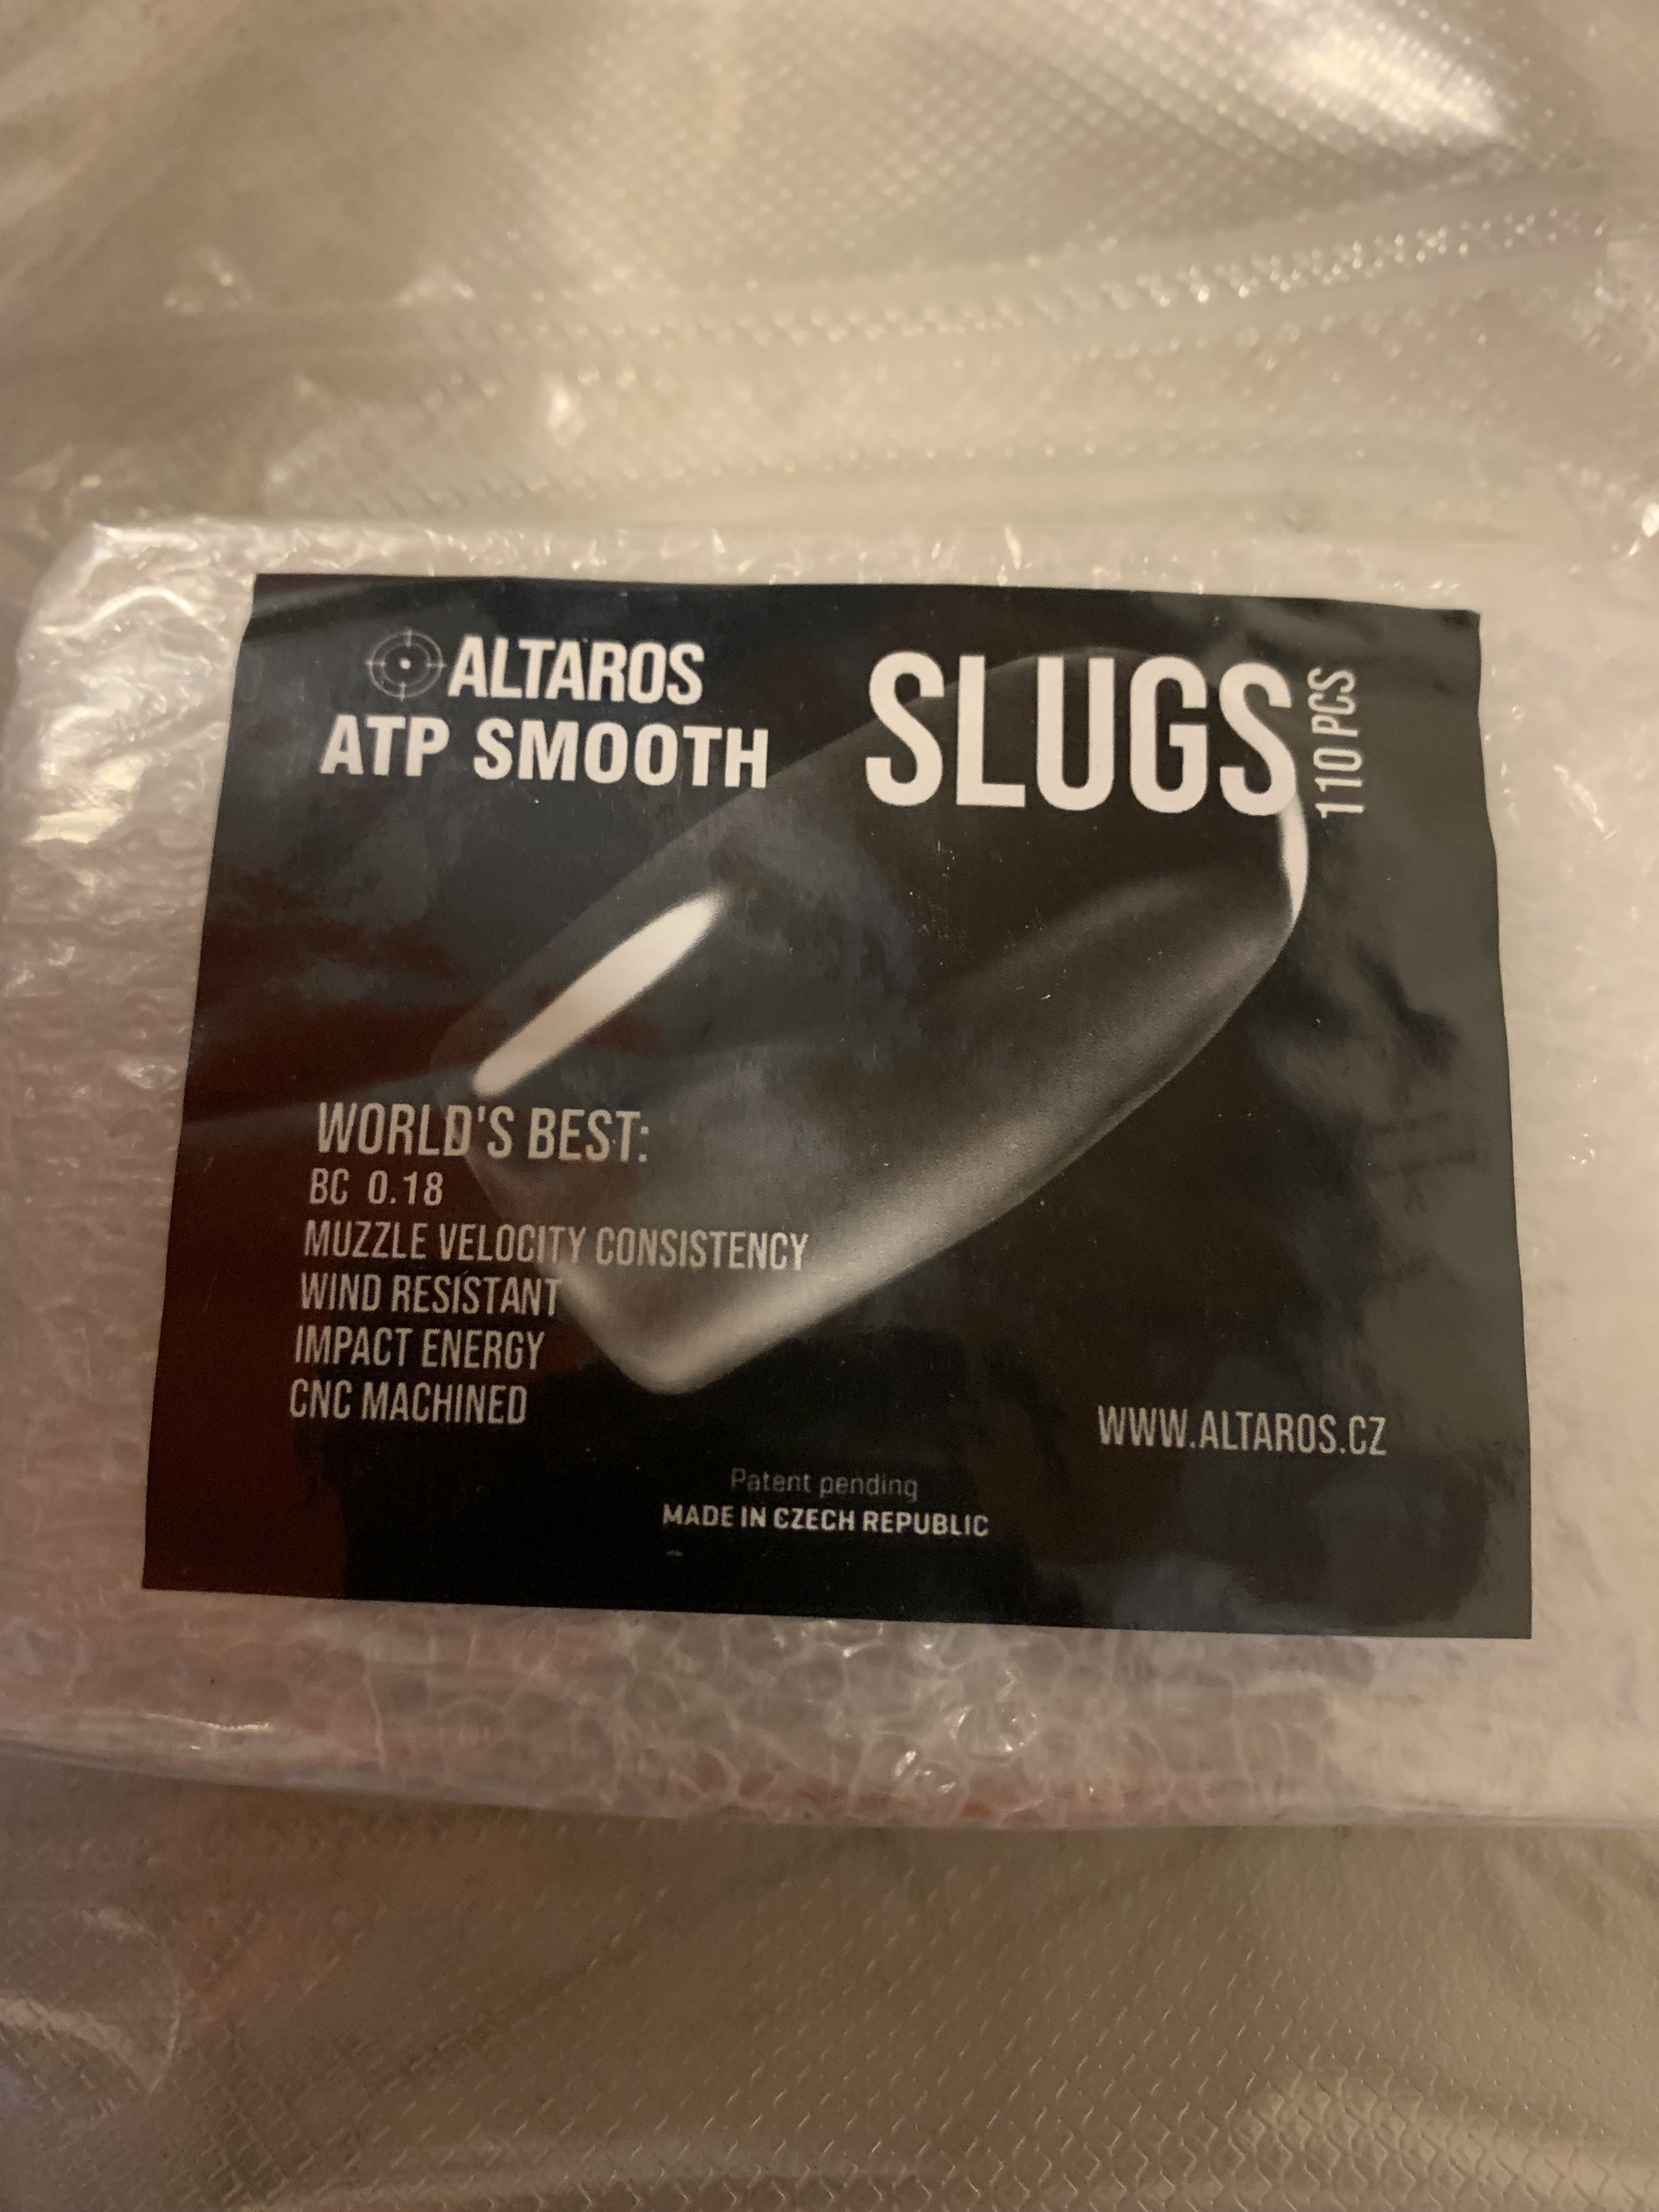 ALTAROS
ATP SMOOTH
SLUGS
110 PCS
WORLD'S BEST:
BC 0.18
MUZZLE VELOCITY CONSISTENCY
WIND RESISTANT
IMPACT ENERGY
CNC MACHINED
WWW.ALTAROS.CZ
Patent pending
MADE IN CZECH REPUBLIC